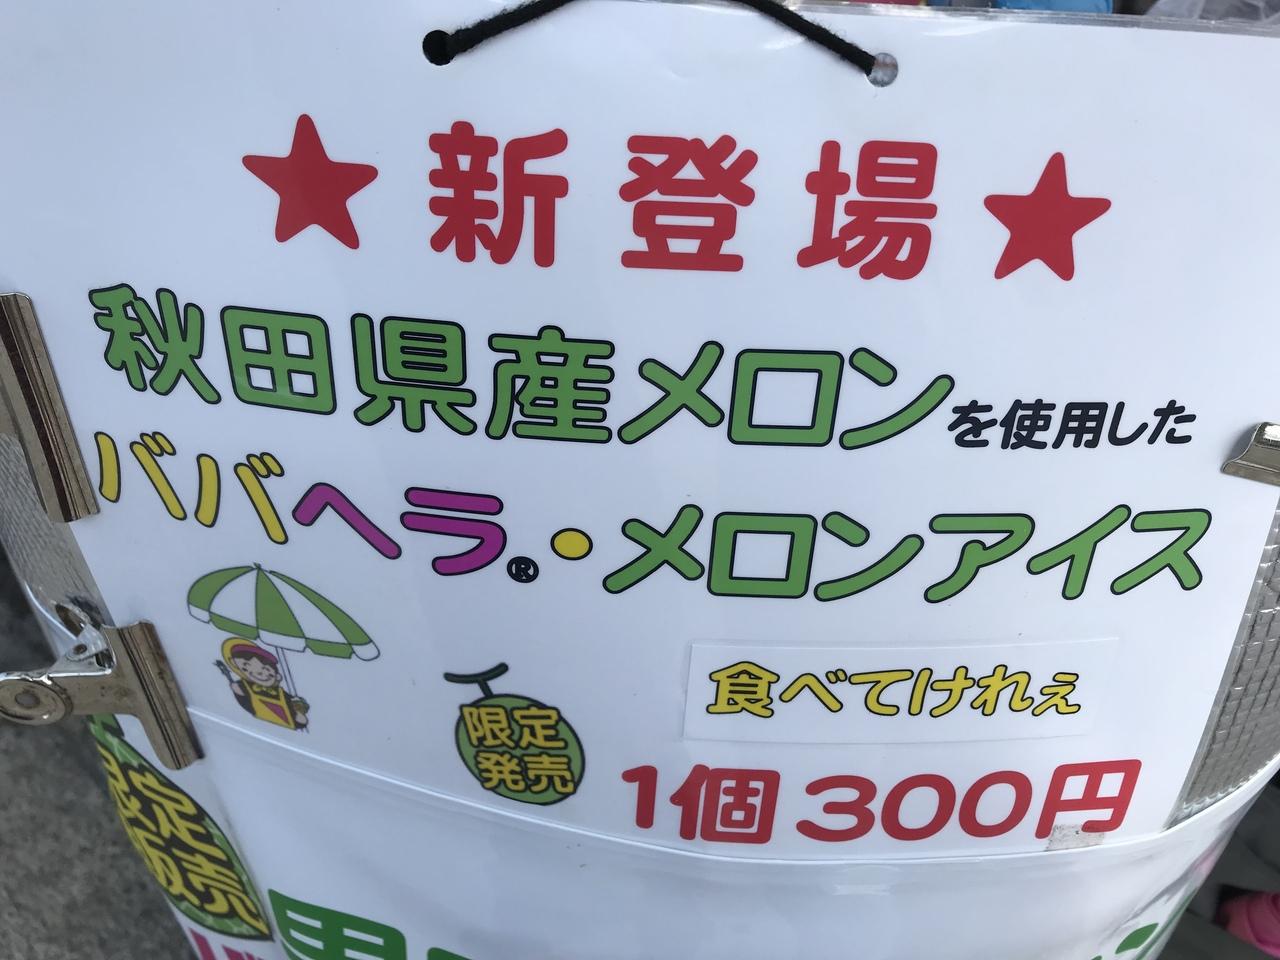 ★新登場★
秋田県産メロンを使用した
ババヘラ®・メロンアイス
食べてけれぇ
限定
発売
1個300円
定
売